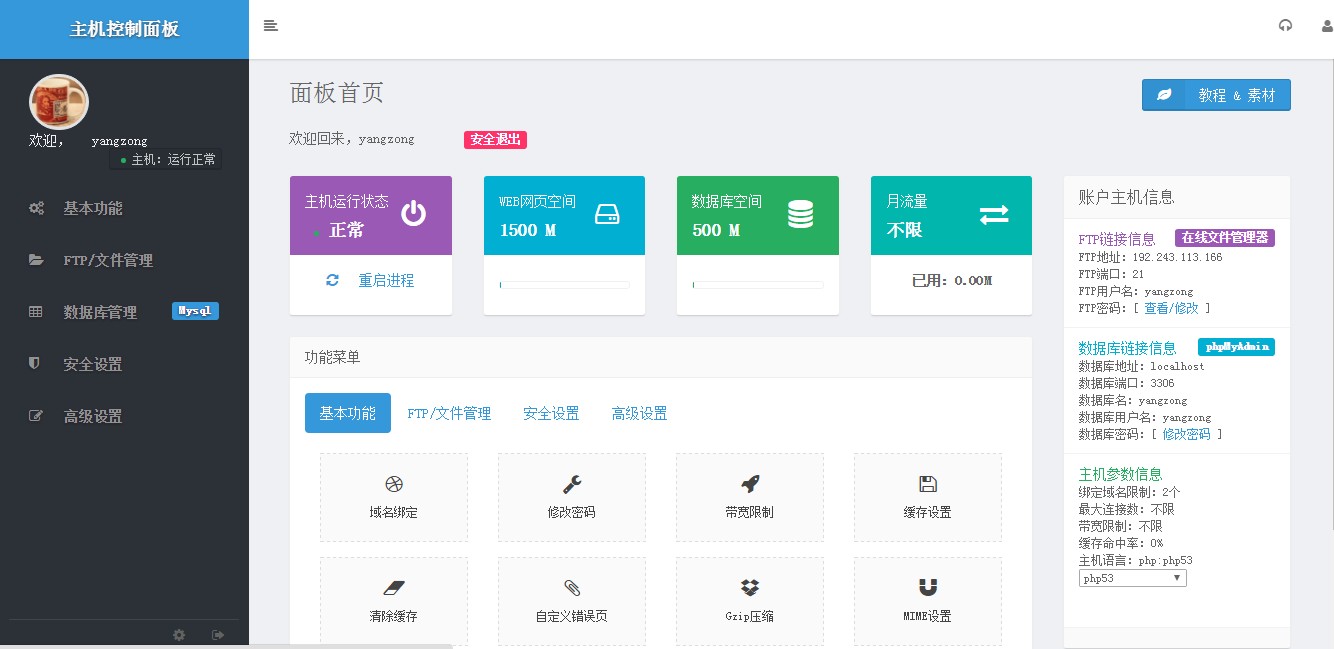 主机控制面板
欢迎， yangzong
主机：运行正常
基本功能
FTP/文件管理
数据库管理 Mysql
安全设置
高级设置
面板首页
教程 & 素材
欢迎回来，yangzong 安全退出
主机运行状态
正常
重启进程
WEB网页空间
1500 M
数据库空间
500 M
月流量
不限
已用：0.00M
功能菜单
基本功能 FTP/文件管理 安全设置 高级设置
域名绑定 修改密码 带宽限制 缓存设置
清除缓存 自定义错误页 Gzip压缩 MIME设置
账户主机信息
FTP链接信息 在线文件管理器
FTP地址：192.243.113.166
FTP端口：21
FTP用户名：yangzong
FTP密码：[ 查看/修改 ]
数据库链接信息 phpMyAdmin
数据库地址：localhost
数据库端口：3306
数据库名：yangzong
数据库用户名：yangzong
数据库密码：[ 修改密码 ]
主机参数信息
绑定域名限制：2个
最大连接数：不限
带宽限制：不限
缓存命中率：0%
主机语言：php:php53
php53